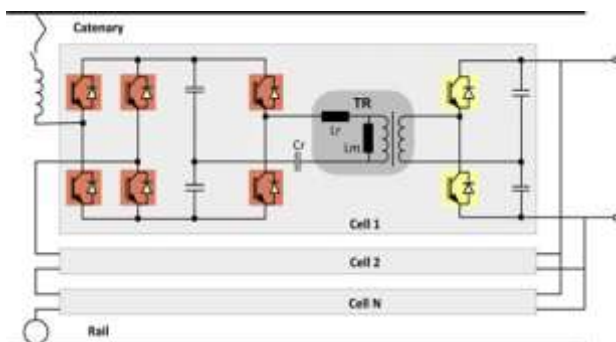 Catenary
TR
Lr
Cr
Lm
Cell 1
Cell 2
Cell N
Rail